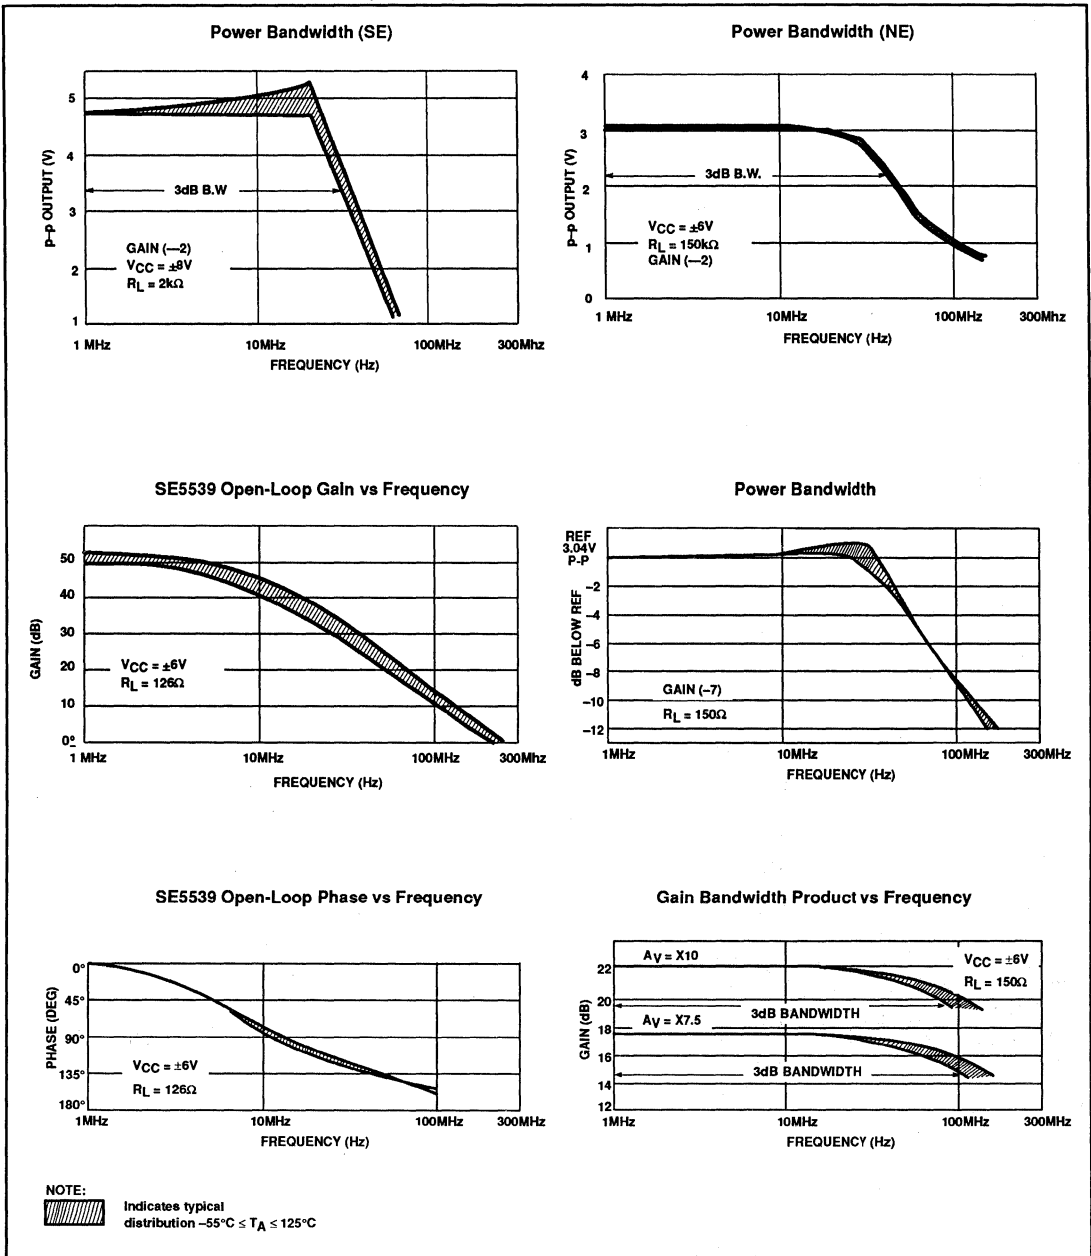 Power Bandwidth (SE)
p–p OUTPUT (V)
5
4
3
2
1
3dB B.W
GAIN (—2)
VCC = ±8V
RL = 2kΩ
1 MHz
10MHz
100MHz
300Mhz
FREQUENCY (Hz)
Power Bandwidth (NE)
p–p OUTPUT (V)
4
3
2
1
0
3dB B.W.
VCC = ±6V
RL = 150kΩ
GAIN (—2)
1 MHz
10MHz
100MHz
300Mhz
FREQUENCY (Hz)
SE5539 Open-Loop Gain vs Frequency
GAIN (dB)
50
40
30
20
10
0°
VCC = ±6V
RL = 126Ω
1 MHz
10MHz
100MHz
300Mhz
FREQUENCY (Hz)
Power Bandwidth
REF
3.04V
P-P
dB BELOW REF
–2
–4
–6
–8
–10
–12
GAIN (–7)
RL = 150Ω
1MHz
10MHz
100MHz
300MHz
FREQUENCY (Hz)
SE5539 Open-Loop Phase vs Frequency
PHASE (DEG)
0°
45°
90°
135°
180°
VCC = ±6V
RL = 126Ω
1MHz
10MHz
100MHz
300MHz
FREQUENCY (Hz)
Gain Bandwidth Product vs Frequency
GAIN (dB)
22
20
18
16
14
12
AV = X10
VCC = ±6V
RL = 150Ω
3dB BANDWIDTH
AV = X7.5
3dB BANDWIDTH
1MHz
10MHz
100MHz
300MHz
FREQUENCY (Hz)
NOTE:
Indicates typical
distribution –55°C ≤ TA ≤ 125°C